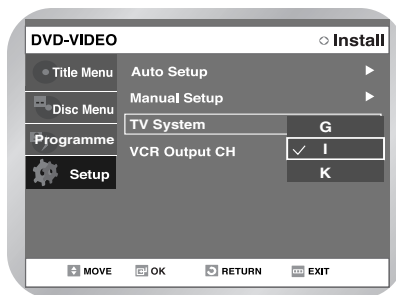 DVD-VIDEO
Install
Title Menu
Disc Menu
Programme
Setup
Auto Setup
Manual Setup
TV System
VCR Output CH
G
I
K
MOVE
OK
RETURN
EXIT